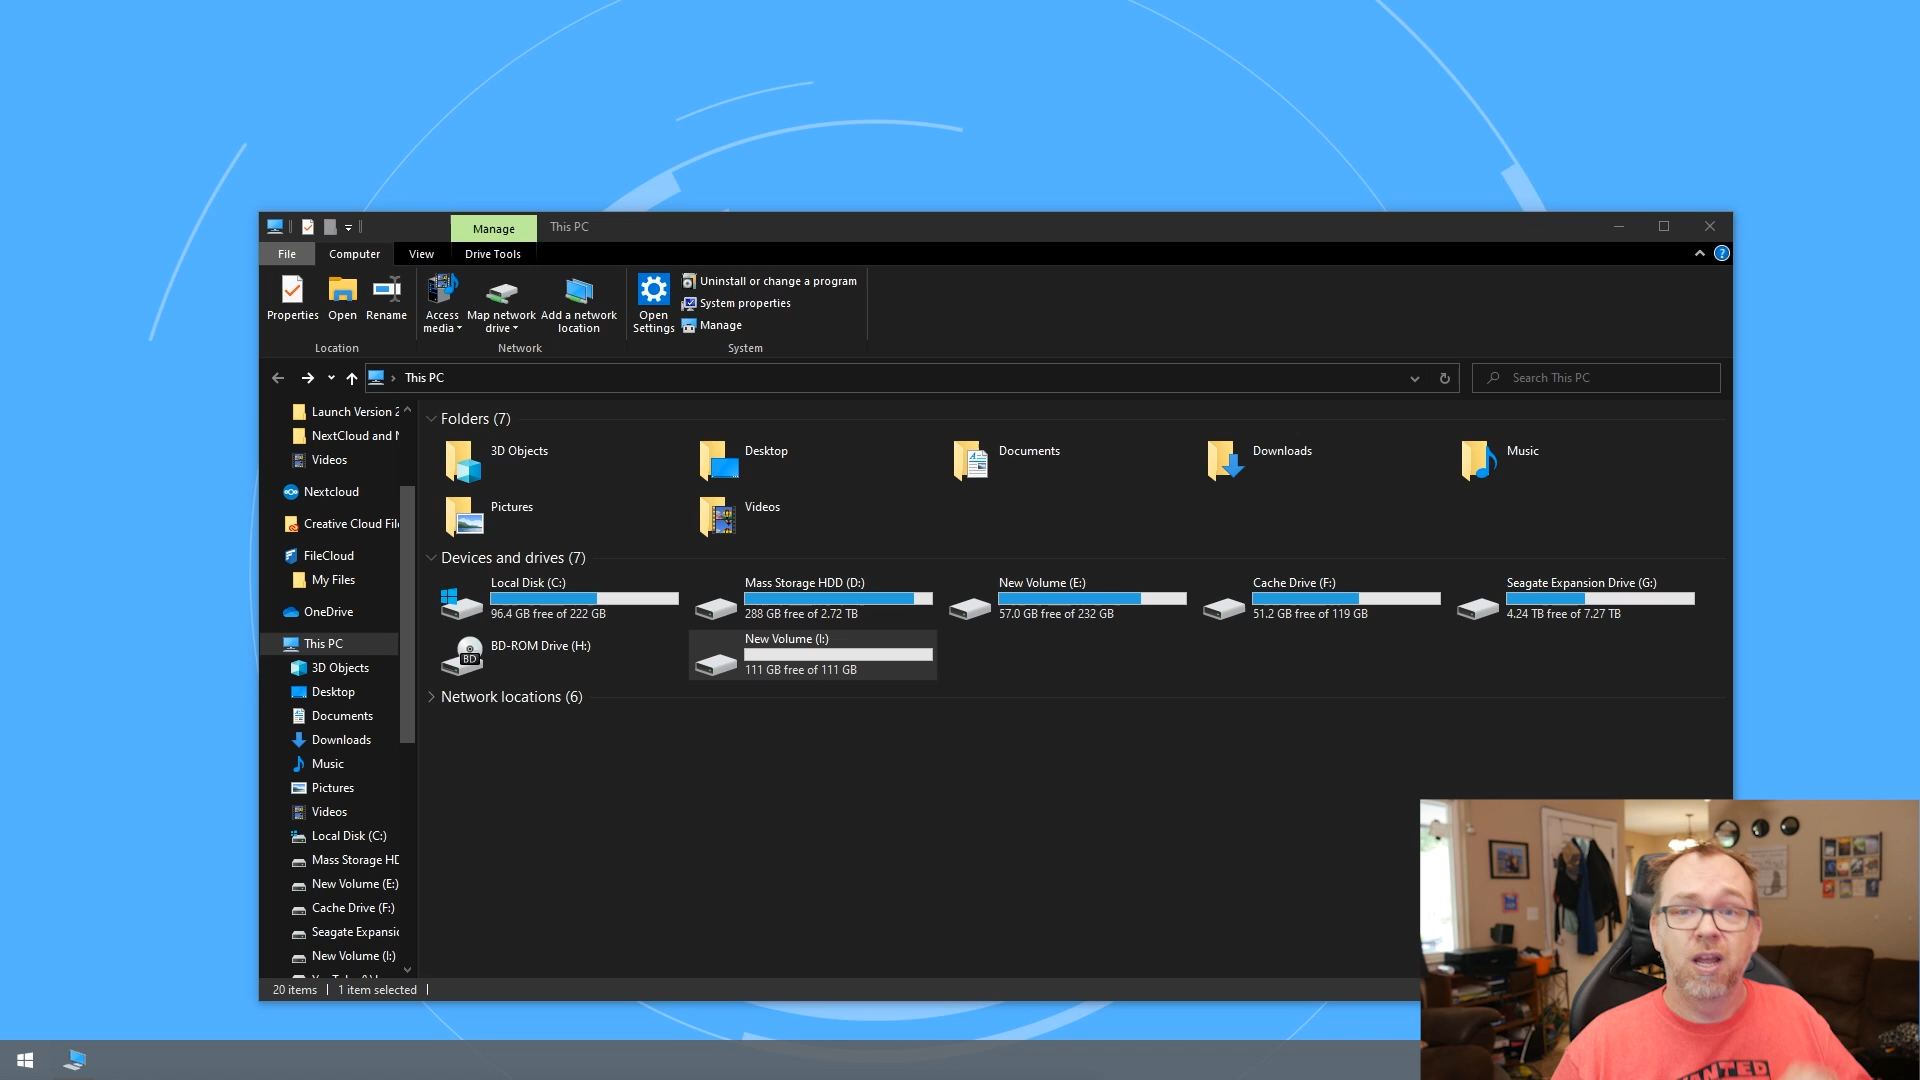 Manage
This PC
File
Computer
View
Drive Tools
Properties
Open
Rename
Access media
Map network drive
Add a network location
Open Settings
Uninstall or change a program
System properties
Manage
Location
Network
System
This PC
Search This PC
Launch Version 2
NextCloud and
Videos
Nextcloud
Creative Cloud Fil
FileCloud
My Files
OneDrive
This PC
3D Objects
Desktop
Documents
Downloads
Music
Pictures
Videos
Local Disk (C:)
Mass Storage HD
New Volume (E:)
Cache Drive (F:)
Seagate Expansio
New Volume (I:)
Folders (7)
3D Objects
Desktop
Documents
Downloads
Music
Pictures
Videos
Devices and drives (7)
Local Disk (C:)
96.4 GB free of 222 GB
Mass Storage HDD (D:)
288 GB free of 2.72 TB
New Volume (E:)
57.0 GB free of 232 GB
Cache Drive (F:)
51.2 GB free of 119 GB
Seagate Expansion Drive (G:)
4.24 TB free of 7.27 TB
BD
BD-ROM Drive (H:)
New Volume (I:)
111 GB free of 111 GB
Network locations (6)
20 items
1 item selected